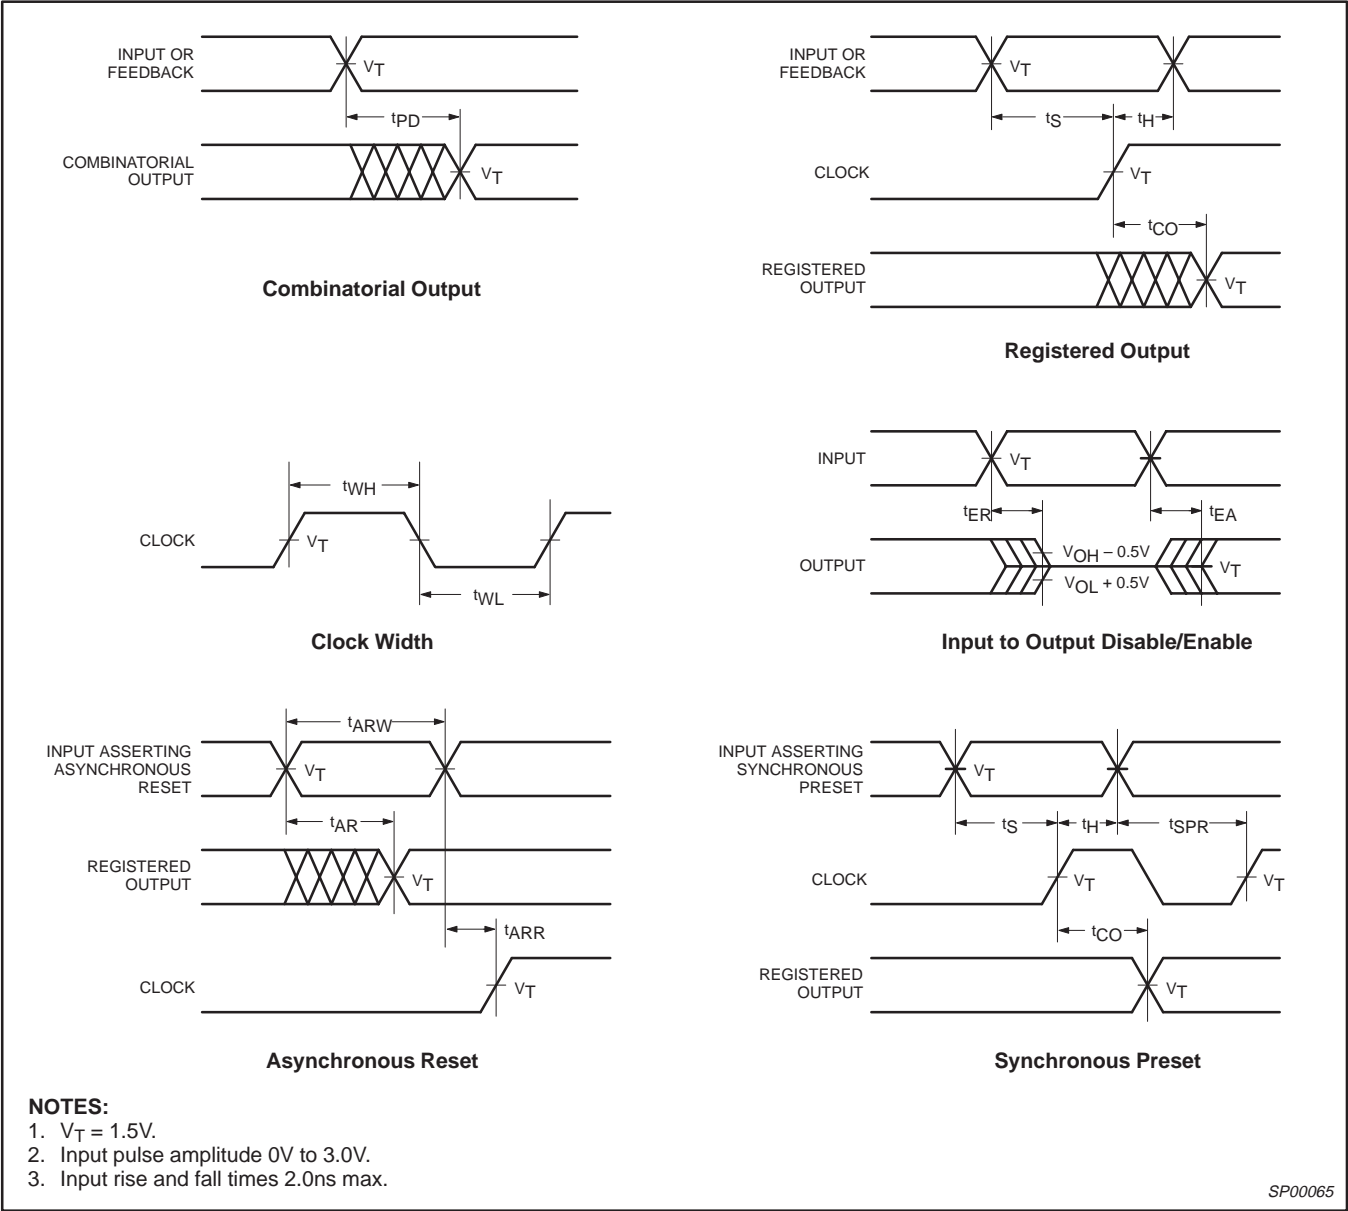 INPUT OR
FEEDBACK
VT
tPD
COMBINATORIAL
OUTPUT
VT
Combinatorial Output
INPUT OR
FEEDBACK
VT
tS
tH
CLOCK
VT
tCO
REGISTERED
OUTPUT
VT
Registered Output
tWH
CLOCK
VT
tWL
Clock Width
INPUT
VT
tER
tEA
OUTPUT
VOH – 0.5V
VOL + 0.5V
VT
Input to Output Disable/Enable
tARW
INPUT ASSERTING
ASYNCHRONOUS
RESET
VT
tAR
REGISTERED
OUTPUT
VT
tARR
CLOCK
VT
Asynchronous Reset
INPUT ASSERTING
SYNCHRONOUS
PRESET
VT
tS
tH
tSPR
CLOCK
VT
VT
tCO
REGISTERED
OUTPUT
VT
Synchronous Preset
NOTES:
1. VT = 1.5V.
2. Input pulse amplitude 0V to 3.0V.
3. Input rise and fall times 2.0ns max.
SP00065